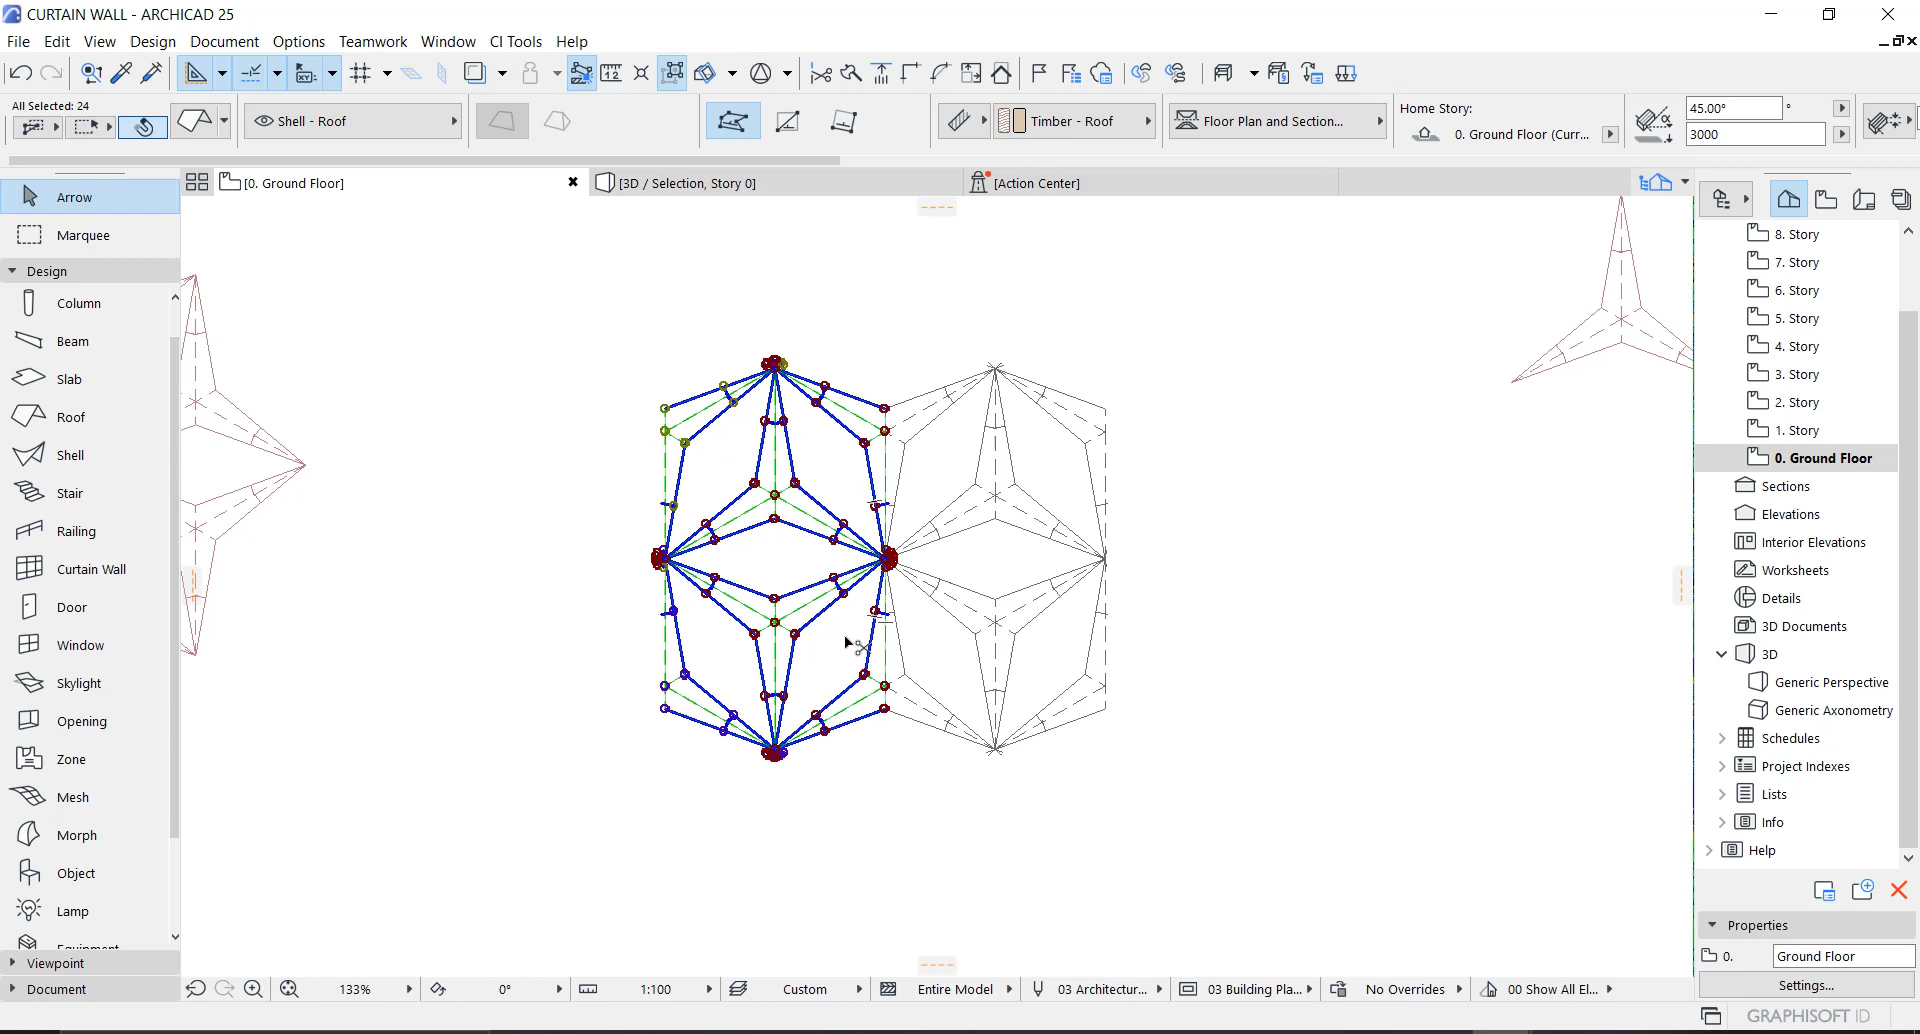 CURTAIN WALL - ARCHICAD 25
File Edit View Design Document Options Teamwork Window CI Tools Help
All Selected: 24
Shell - Roof
Timber - Roof
Floor Plan and Section...
Home Story:
0. Ground Floor (Curr...
45.00° °
3000
[0. Ground Floor]
[3D / Selection, Story 0]
[Action Center]
Arrow
Marquee
Design
Column
Beam
Slab
Roof
Shell
Stair
Railing
Curtain Wall
Door
Window
Skylight
Opening
Zone
Mesh
Morph
Object
Lamp
Equipment
Viewpoint
Document
8. Story
7. Story
6. Story
5. Story
4. Story
3. Story
2. Story
1. Story
0. Ground Floor
Sections
Elevations
Interior Elevations
Worksheets
Details
3D Documents
3D
Generic Perspective
Generic Axonometry
Schedules
Project Indexes
Lists
Info
Help
Properties
0. Ground Floor
Settings...
133% 0° 1:100 Custom Entire Model 03 Architectur... 03 Building Pla... No Overrides 00 Show All El...
GRAPHISOFT ID